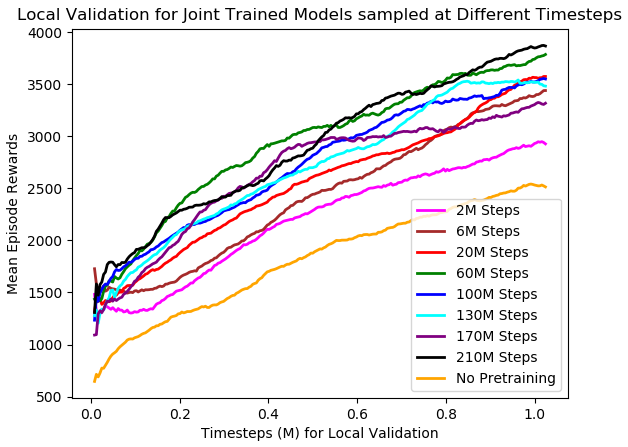 Local Validation for Joint Trained Models sampled at Different Timesteps
4000
3500
3000
2500
2000
1500
1000
500
Mean Episode Rewards
0.0 0.2 0.4 0.6 0.8 1.0
Timesteps (M) for Local Validation
2M Steps
6M Steps
20M Steps
60M Steps
100M Steps
130M Steps
170M Steps
210M Steps
No Pretraining